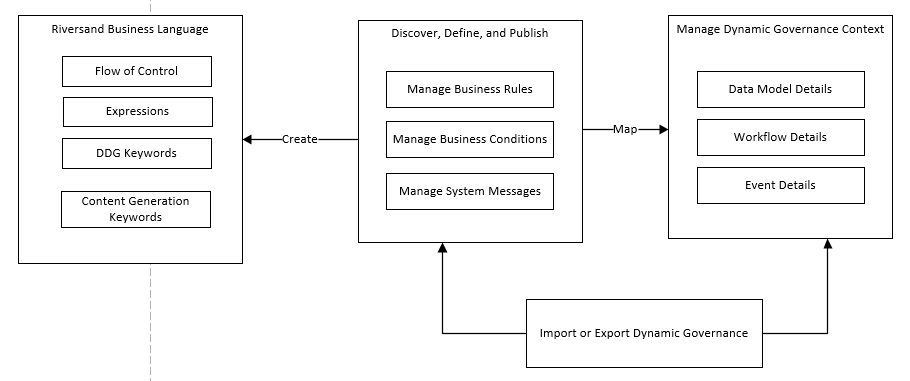 Riversand Business Language
Flow of Control
Expressions
DDG Keywords
Content Generation
Keywords
Create
Discover, Define, and Publish
Manage Business Rules
Manage Business Conditions
Manage System Messages
Map
Manage Dynamic Governance Context
Data Model Details
Workflow Details
Event Details
Import or Export Dynamic Governance